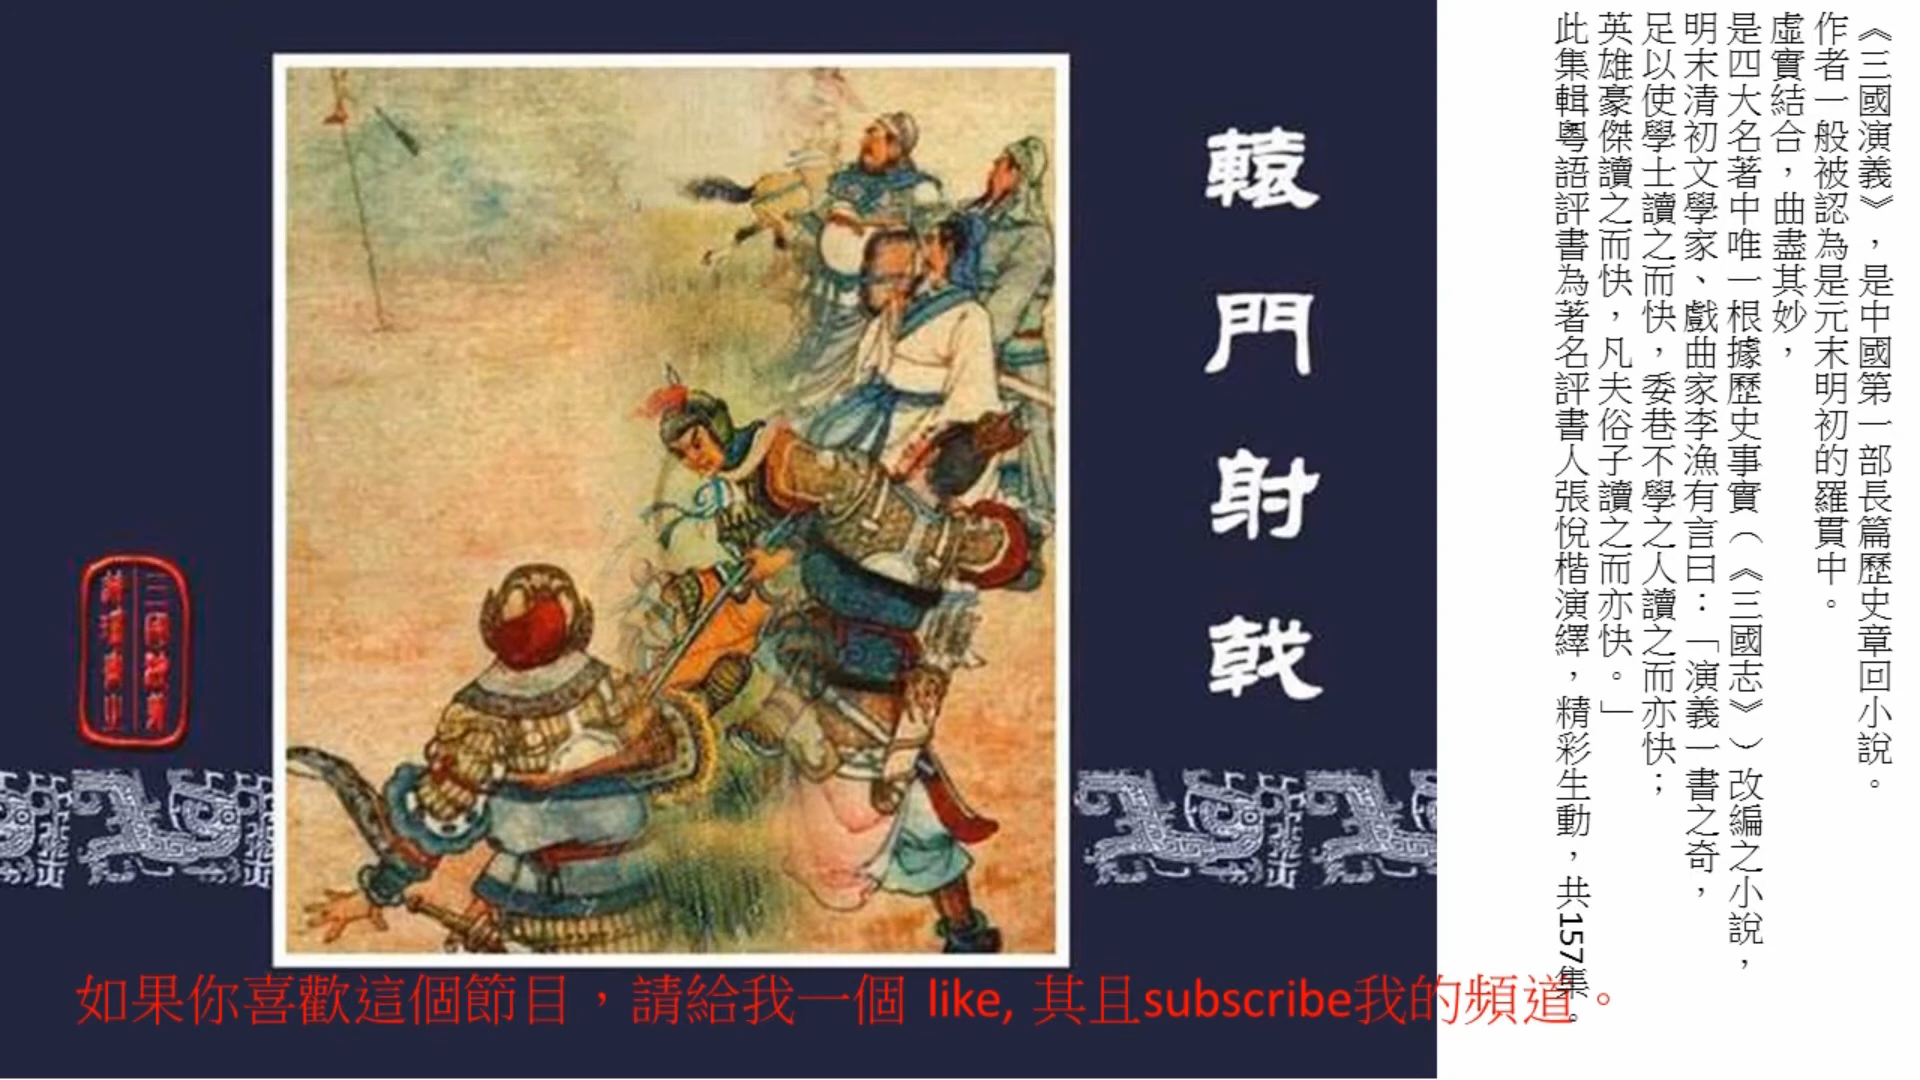 《三國演義》，是中國第一部長篇歷史章回小說。
作者一般被認為是元末明初的羅貫中。
虛實結合，曲盡其妙，
是四大名著中唯一根據歷史事實（《三國志》）改編之小說，
明末清初文學家、戲曲家李漁有言曰：「演義一書之奇，
足以使學士讀之而快，委巷不學之人讀之而亦快；
英雄豪傑讀之而快，凡夫俗子讀之而亦快。」
此集輯粵語評書為著名評書人張悅楷演繹，精彩生動，共157集。
轅門射戟
如果你喜歡這個節目，請給我一個 like, 其且subscribe我的頻道。